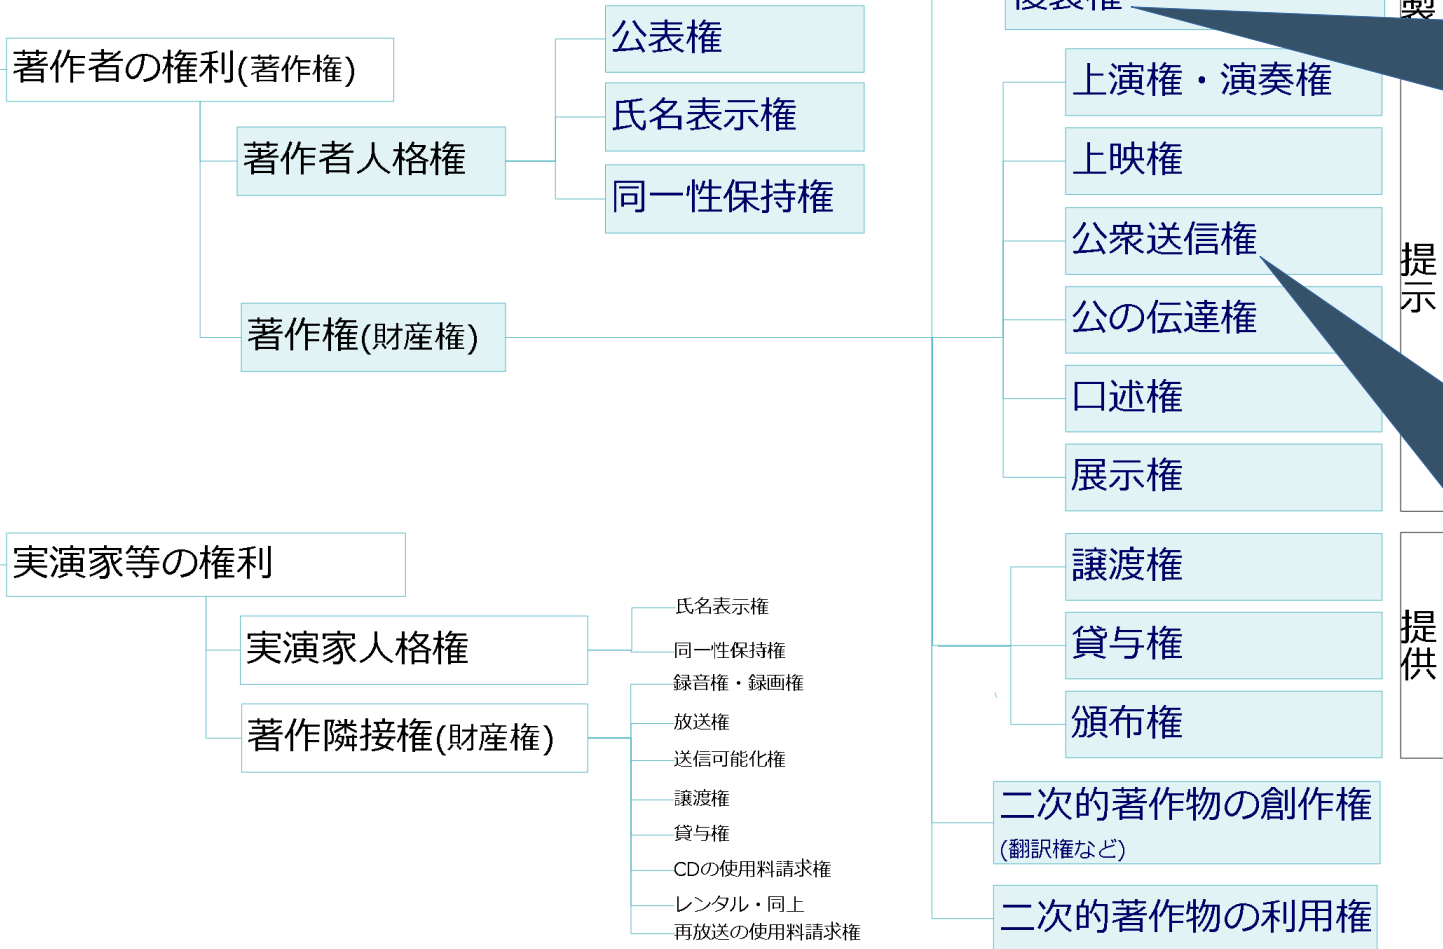 著作者の権利(著作権)
著作者人格権
公表権
氏名表示権
同一性保持権
著作権(財産権)
複製権
上演権・演奏権
上映権
公衆送信権
公の伝達権
口述権
展示権
提示
譲渡権
貸与権
頒布権
提供
二次的著作物の創作権
(翻訳権など)
二次的著作物の利用権
実演家等の権利
実演家人格権
氏名表示権
同一性保持権
著作隣接権(財産権)
録音権・録画権
放送権
送信可能化権
譲渡権
貸与権
CDの使用料請求権
レンタル・同上
再放送の使用料請求権